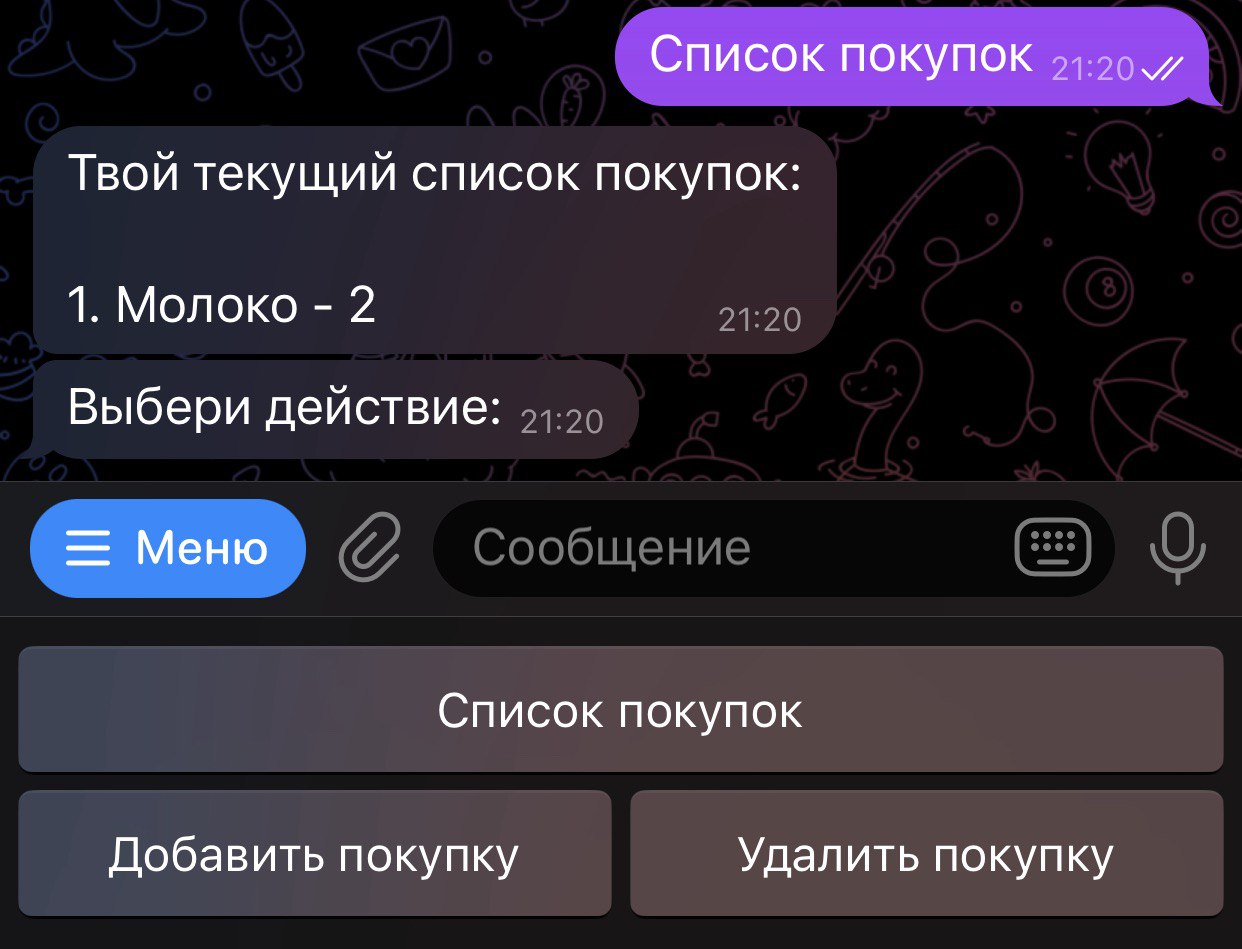 Список покупок 21:20
Твой текущий список покупок:
1. Молоко - 2 21:20
Выбери действие: 21:20
Меню Сообщение
Список покупок
Добавить покупку Удалить покупку